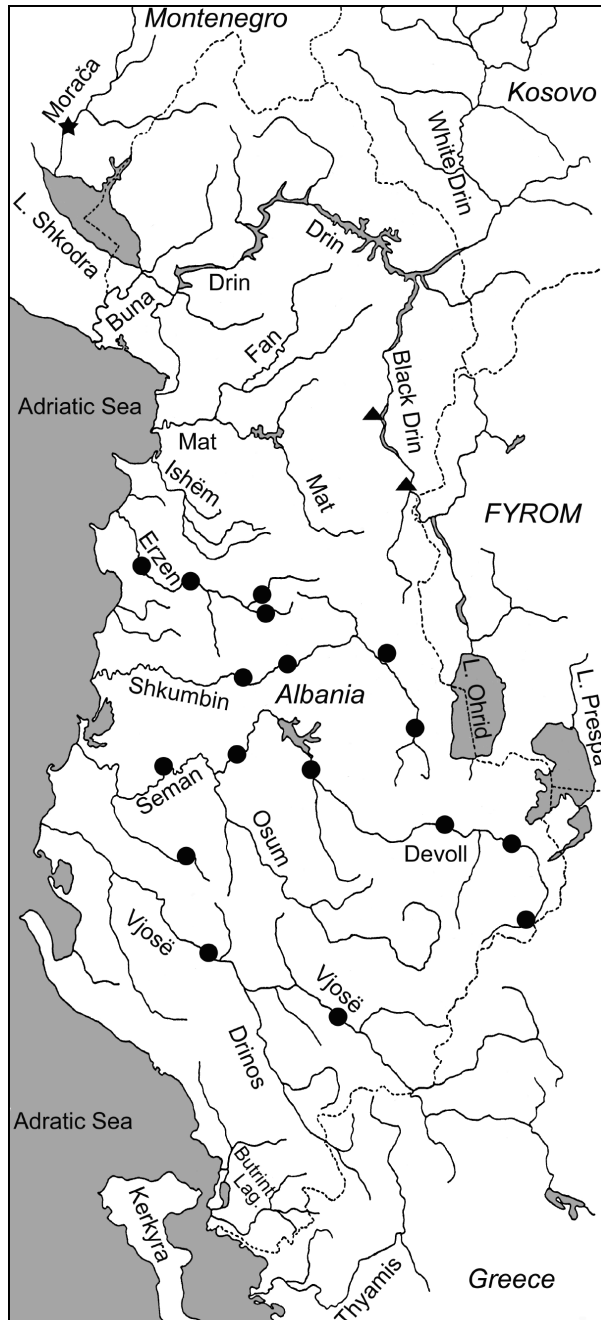 Montenegro
Morača
Kosovo
White Drin
L. Shkodra
Drin
Drin
Buna
Fan
Black Drin
Adriatic Sea
Mat
Ishëm
Mat
FYROM
Erzen
L. Ohrid
L. Prespa
Shkumbin
Albania
Seman
Osum
Devoll
Vjosë
Vjosë
Drinos
Adratic Sea
Butrint
Lag.
Kerkyra
Thyamis
Greece